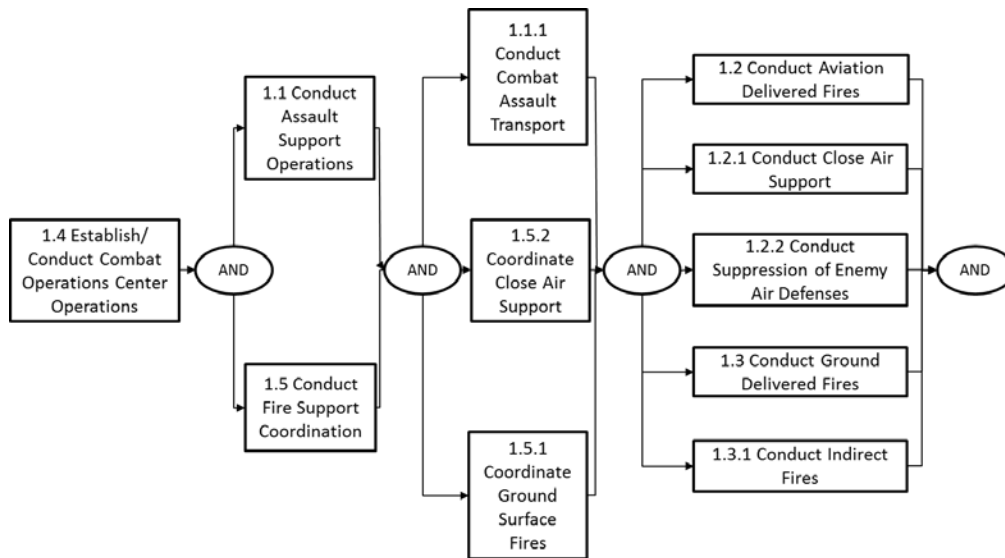 1.4 Establish/
Conduct Combat
Operations Center
Operations
AND
1.1 Conduct
Assault
Support
Operations
1.5 Conduct
Fire Support
Coordination
AND
1.1.1
Conduct
Combat
Assault
Transport
1.5.2
Coordinate
Close Air
Support
1.5.1
Coordinate
Ground
Surface
Fires
AND
1.2 Conduct Aviation
Delivered Fires
1.2.1 Conduct Close Air
Support
1.2.2 Conduct
Suppression of Enemy
Air Defenses
1.3 Conduct Ground
Delivered Fires
1.3.1 Conduct Indirect
Fires
AND